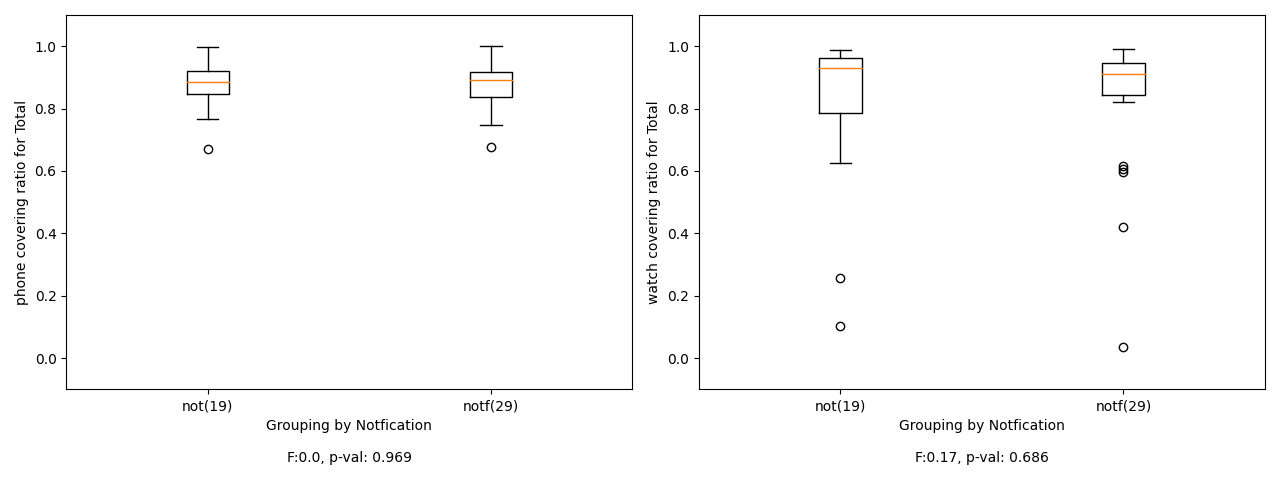 phone covering ratio for Total
1.0
0.8
0.6
0.4
0.2
0.0
not(19)
notf(29)
Grouping by Notfication
F:0.0, p-val: 0.969
watch covering ratio for Total
1.0
0.8
0.6
0.4
0.2
0.0
not(19)
notf(29)
Grouping by Notfication
F:0.17, p-val: 0.686